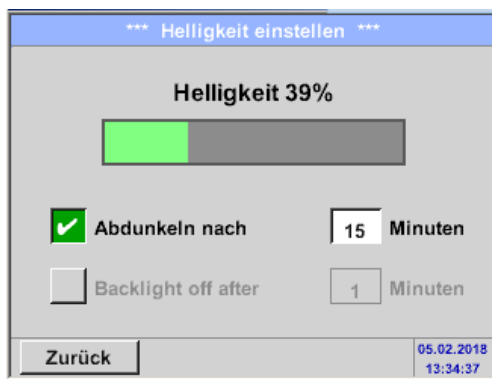 *** Helligkeit einstellen ***
Helligkeit 39%
Abdunkeln nach 15 Minuten
Backlight off after 1 Minuten
Zurück
05.02.2018
13:34:37